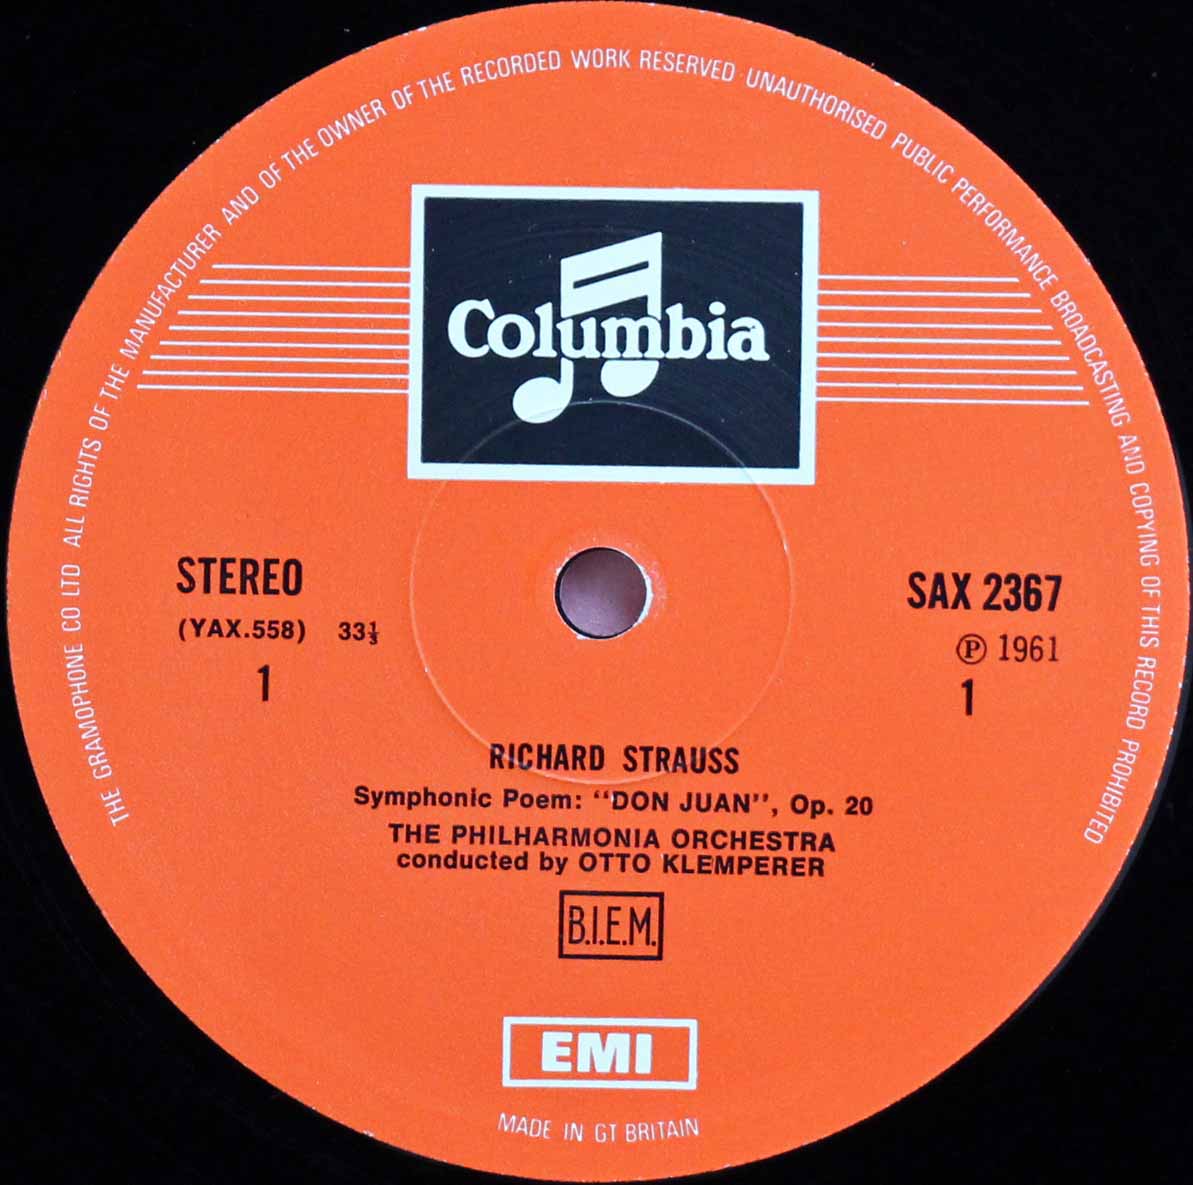 THE GRAMOPHONE CO LTD ALL RIGHTS OF THE MANUFACTURER AND OF THE OWNER OF THE RECORDED WORK RESERVED · UNAUTHORISED PUBLIC PERFORMANCE BROADCASTING AND COPYING OF THIS RECORD PROHIBITED
Columbia
STEREO
(YAX.558) 33⅓
1
SAX 2367
Ⓟ 1961
1
RICHARD STRAUSS
Symphonic Poem: “DON JUAN”, Op. 20
THE PHILHARMONIA ORCHESTRA
conducted by OTTO KLEMPERER
B.I.E.M.
EMI
MADE IN GT BRITAIN